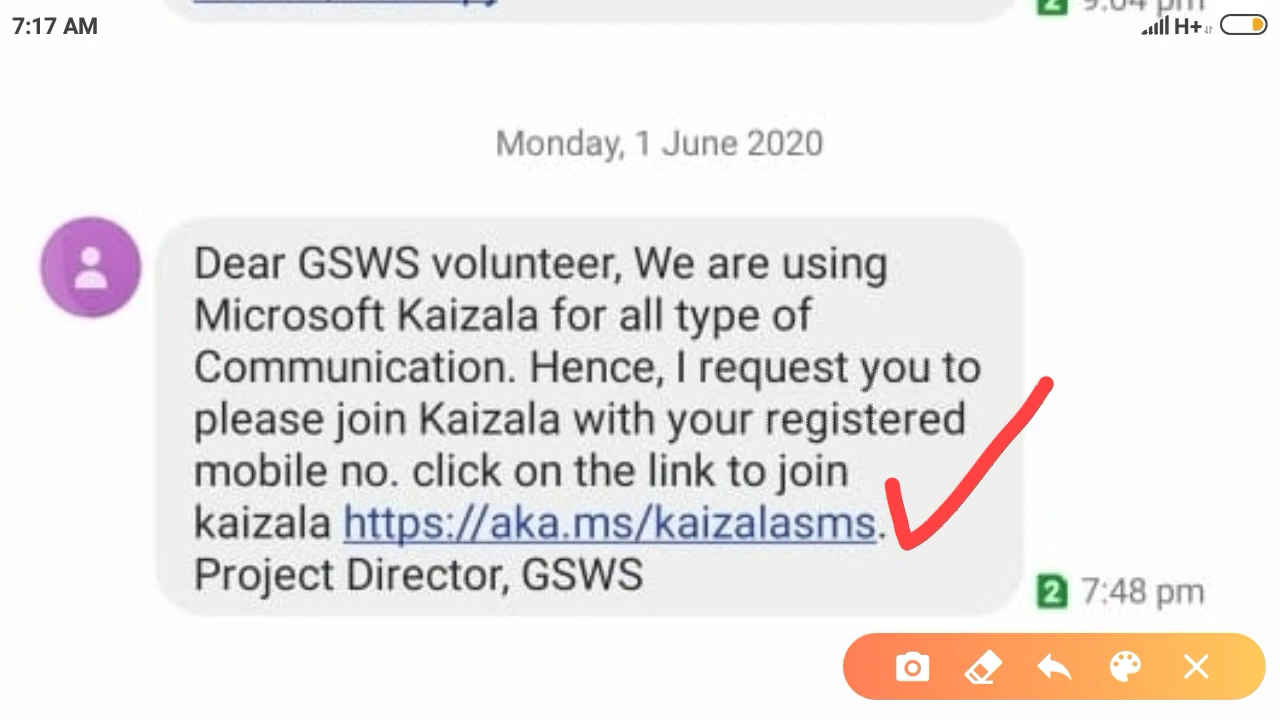 7:17 AM
H+
Monday, 1 June 2020
Dear GSWS volunteer, We are using
Microsoft Kaizala for all type of
Communication. Hence, I request you to
please join Kaizala with your registered
mobile no. click on the link to join
kaizala https://aka.ms/kaizalasms.
Project Director, GSWS
2 7:48 pm